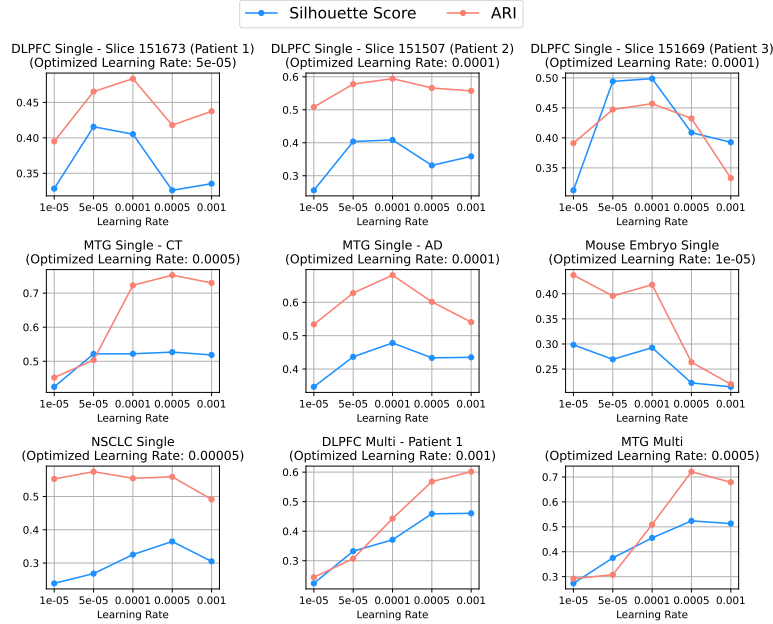 Silhouette Score ARI
DLPFC Single - Slice 151673 (Patient 1)
(Optimized Learning Rate: 5e-05)
0.45
0.40
0.35
1e-05 5e-05 0.0001 0.0005 0.001
Learning Rate
DLPFC Single - Slice 151507 (Patient 2)
(Optimized Learning Rate: 0.0001)
0.6
0.5
0.4
0.3
1e-05 5e-05 0.0001 0.0005 0.001
Learning Rate
DLPFC Single - Slice 151669 (Patient 3)
(Optimized Learning Rate: 0.0001)
0.50
0.45
0.40
0.35
1e-05 5e-05 0.0001 0.0005 0.001
Learning Rate
MTG Single - CT
(Optimized Learning Rate: 0.0005)
0.7
0.6
0.5
1e-05 5e-05 0.0001 0.0005 0.001
Learning Rate
MTG Single - AD
(Optimized Learning Rate: 0.0001)
0.6
0.5
0.4
1e-05 5e-05 0.0001 0.0005 0.001
Learning Rate
Mouse Embryo Single
(Optimized Learning Rate: 1e-05)
0.40
0.35
0.30
0.25
1e-05 5e-05 0.0001 0.0005 0.001
Learning Rate
NSCLC Single
(Optimized Learning Rate: 0.00005)
0.5
0.4
0.3
1e-05 5e-05 0.0001 0.0005 0.001
Learning Rate
DLPFC Multi - Patient 1
(Optimized Learning Rate: 0.001)
0.6
0.5
0.4
0.3
1e-05 5e-05 0.0001 0.0005 0.001
Learning Rate
MTG Multi
(Optimized Learning Rate: 0.0005)
0.7
0.6
0.5
0.4
0.3
1e-05 5e-05 0.0001 0.0005 0.001
Learning Rate